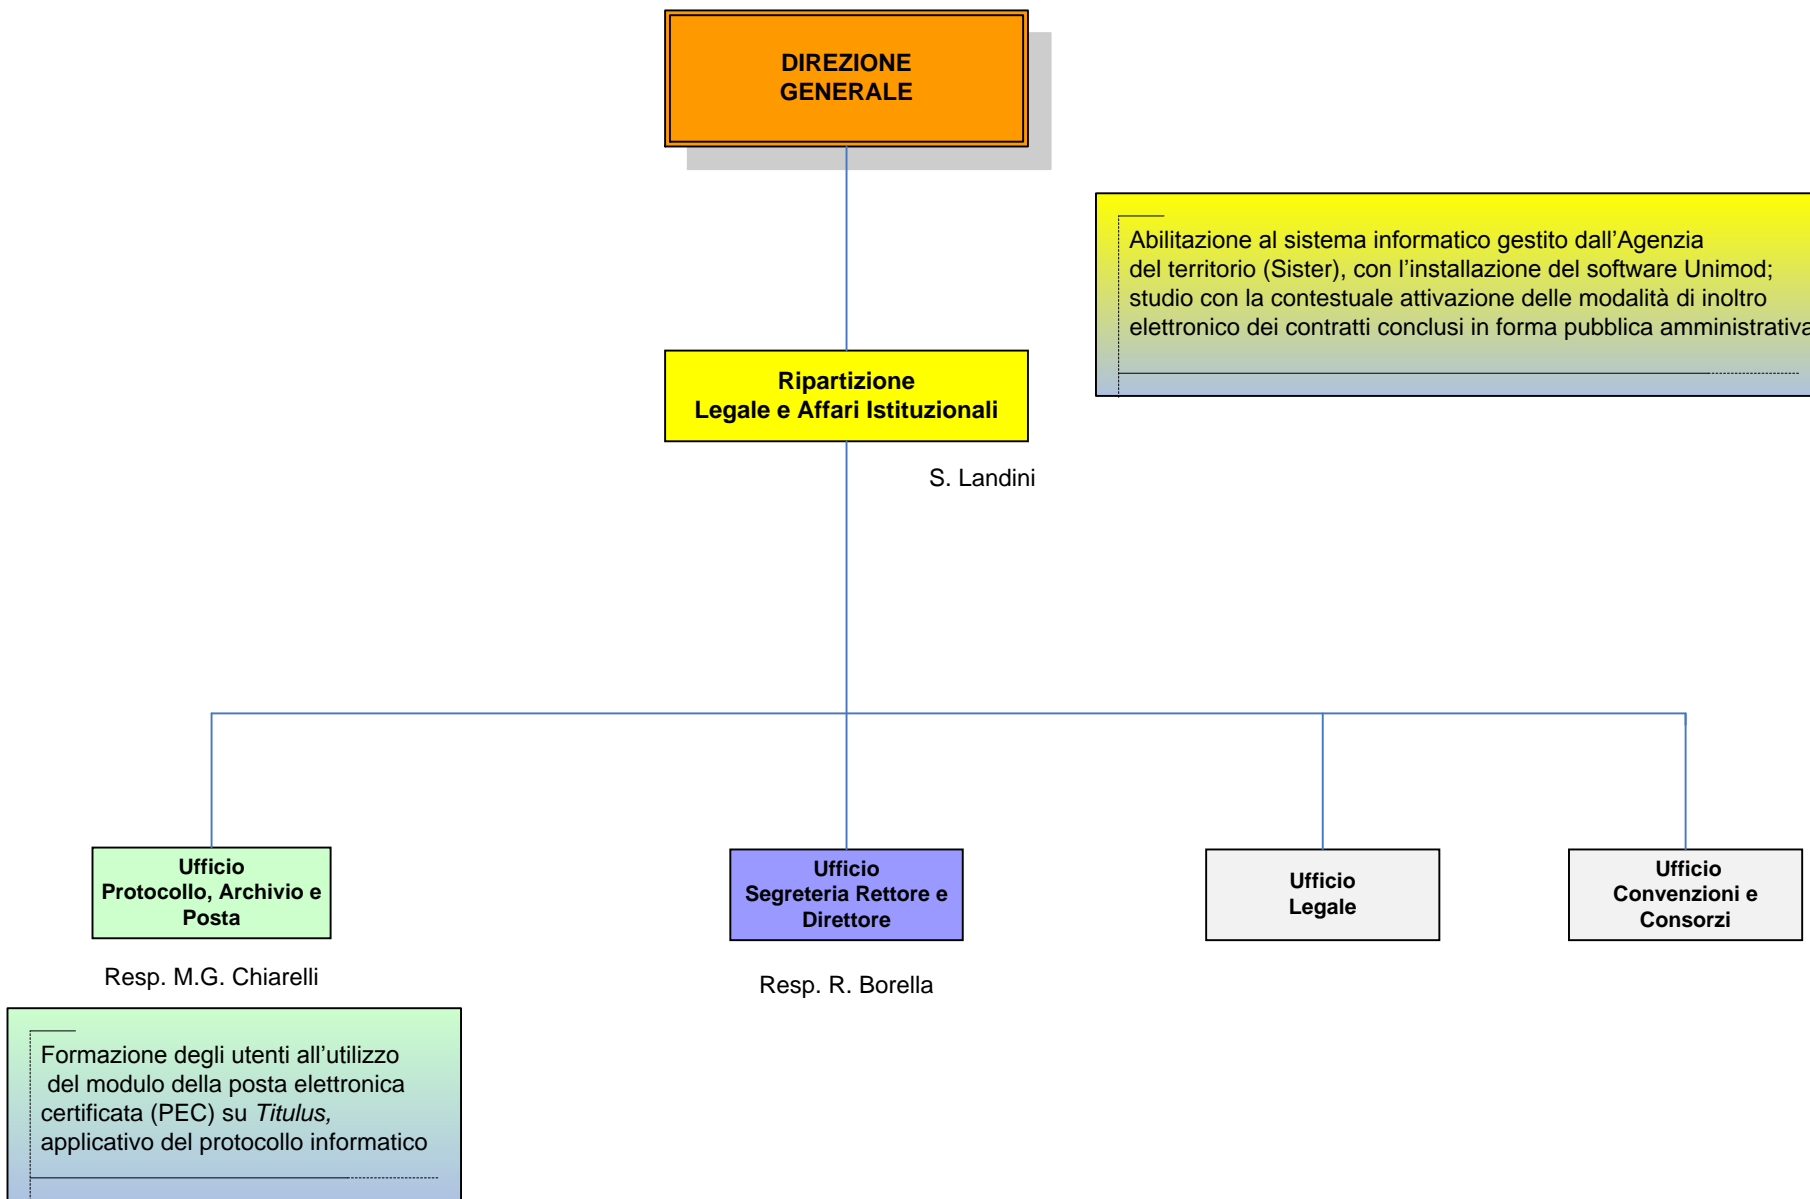 DIREZIONE
GENERALE
Abilitazione al sistema informatico gestito dall’Agenzia
del territorio (Sister), con l’installazione del software Unimod;
studio con la contestuale attivazione delle modalità di inoltro
elettronico dei contratti conclusi in forma pubblica amministrativa
Ripartizione
Legale e Affari Istituzionali
S. Landini
Ufficio
Protocollo, Archivio e
Posta
Resp. M.G. Chiarelli
Ufficio
Segreteria Rettore e
Direttore
Resp. R. Borella
Ufficio
Legale
Ufficio
Convenzioni e
Consorzi
Formazione degli utenti all’utilizzo
del modulo della posta elettronica
certificata (PEC) su Titulus,
applicativo del protocollo informatico